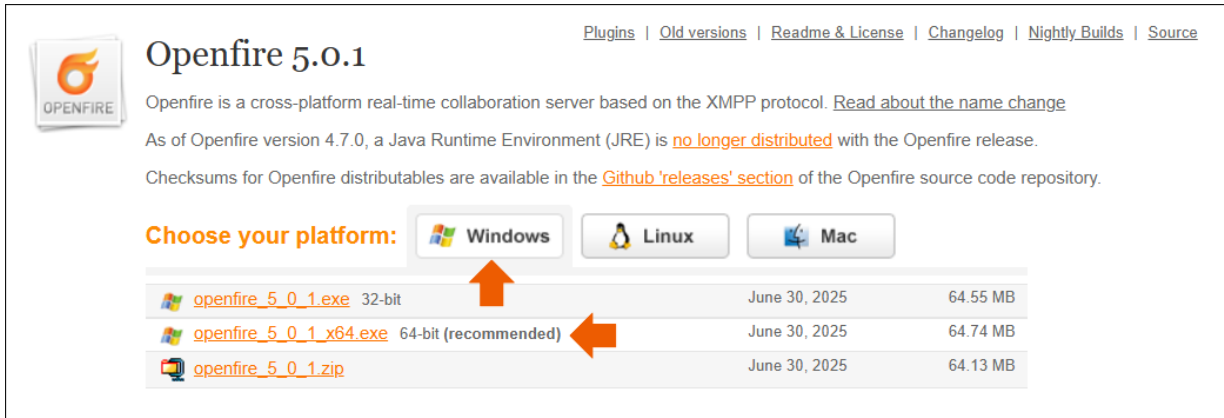 Plugins | Old versions | Readme & License | Changelog | Nightly Builds | Source
OPENFIRE
Openfire 5.0.1
Openfire is a cross-platform real-time collaboration server based on the XMPP protocol. Read about the name change
As of Openfire version 4.7.0, a Java Runtime Environment (JRE) is no longer distributed with the Openfire release.
Checksums for Openfire distributables are available in the Github 'releases' section of the Openfire source code repository.
Choose your platform: Windows Linux Mac
openfire_5_0_1.exe 32-bit June 30, 2025 64.55 MB
openfire_5_0_1_x64.exe 64-bit (recommended) June 30, 2025 64.74 MB
openfire_5_0_1.zip June 30, 2025 64.13 MB